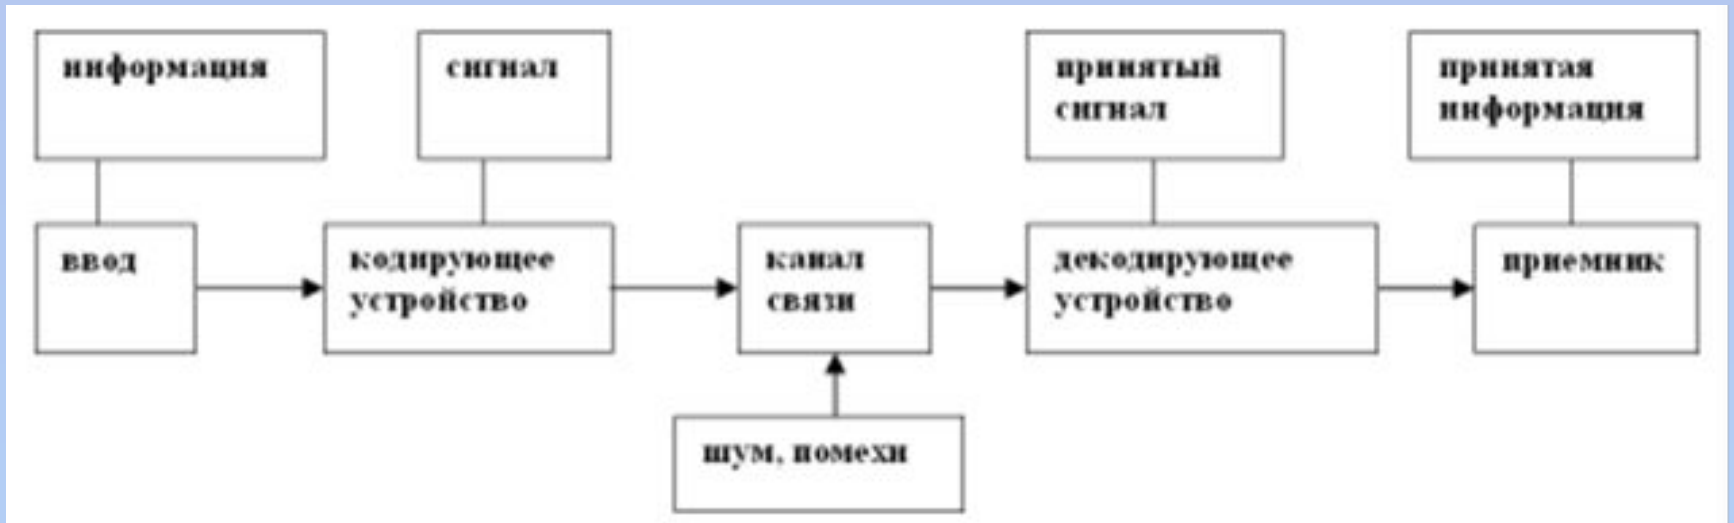 информация
сигнал
принятый
сигнал
принятая
информация
ввод
кодирующее
устройство
канал
связи
декодирующее
устройство
приемник
шум, помехи